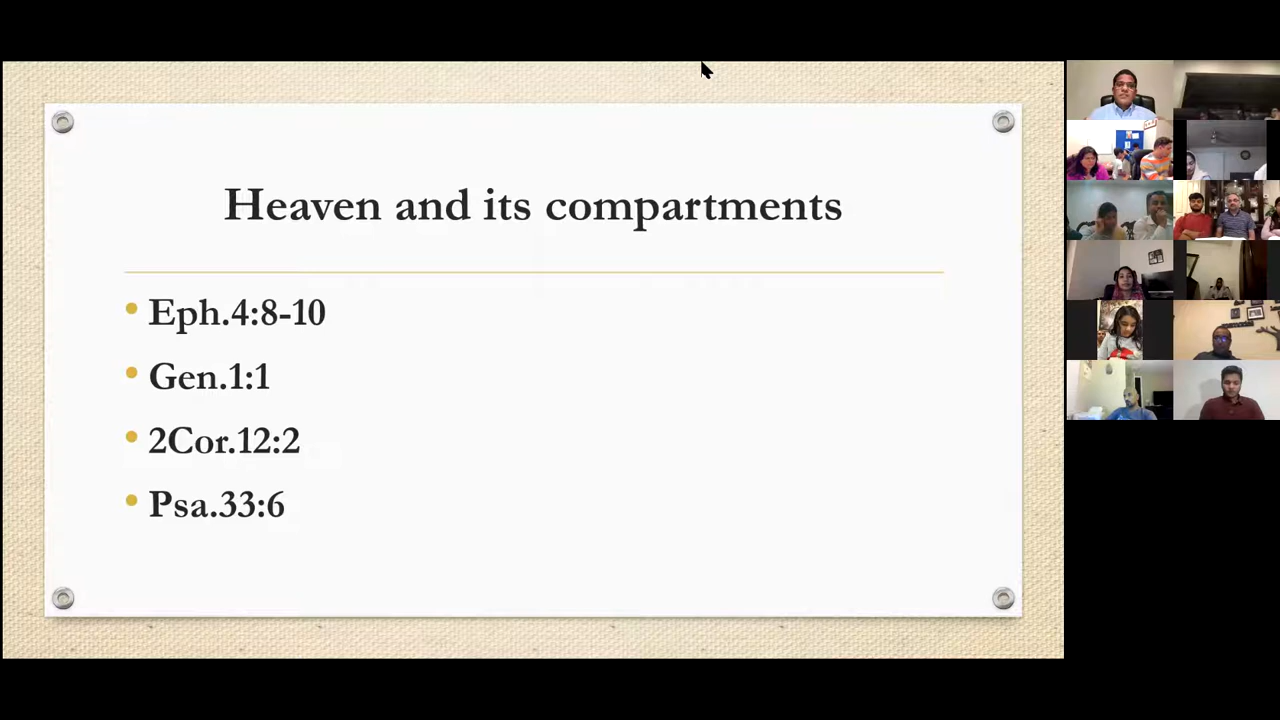 Heaven and its compartments
• Eph.4:8-10
• Gen.1:1
• 2Cor.12:2
• Psa.33:6